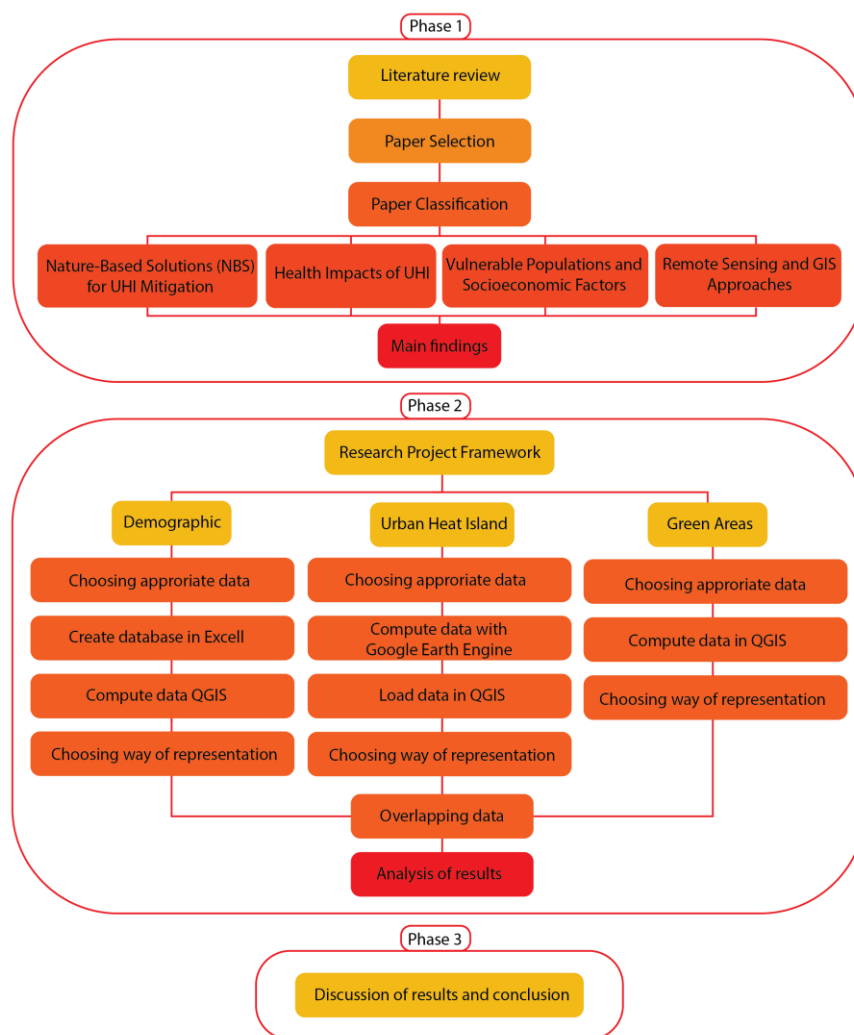 Phase 1
Literature review
Paper Selection
Paper Classification
Nature-Based Solutions (NBS)
for UHI Mitigation
Health Impacts of UHI
Vulnerable Populations and
Socioeconomic Factors
Remote Sensing and GIS
Approaches
Main findings
Phase 2
Research Project Framework
Demographic
Choosing approriate data
Create database in Excell
Compute data QGIS
Choosing way of representation
Urban Heat Island
Choosing approriate data
Compute data with
Google Earth Engine
Load data in QGIS
Choosing way of representation
Green Areas
Choosing approriate data
Compute data in QGIS
Choosing way of representation
Overlapping data
Analysis of results
Phase 3
Discussion of results and conclusion